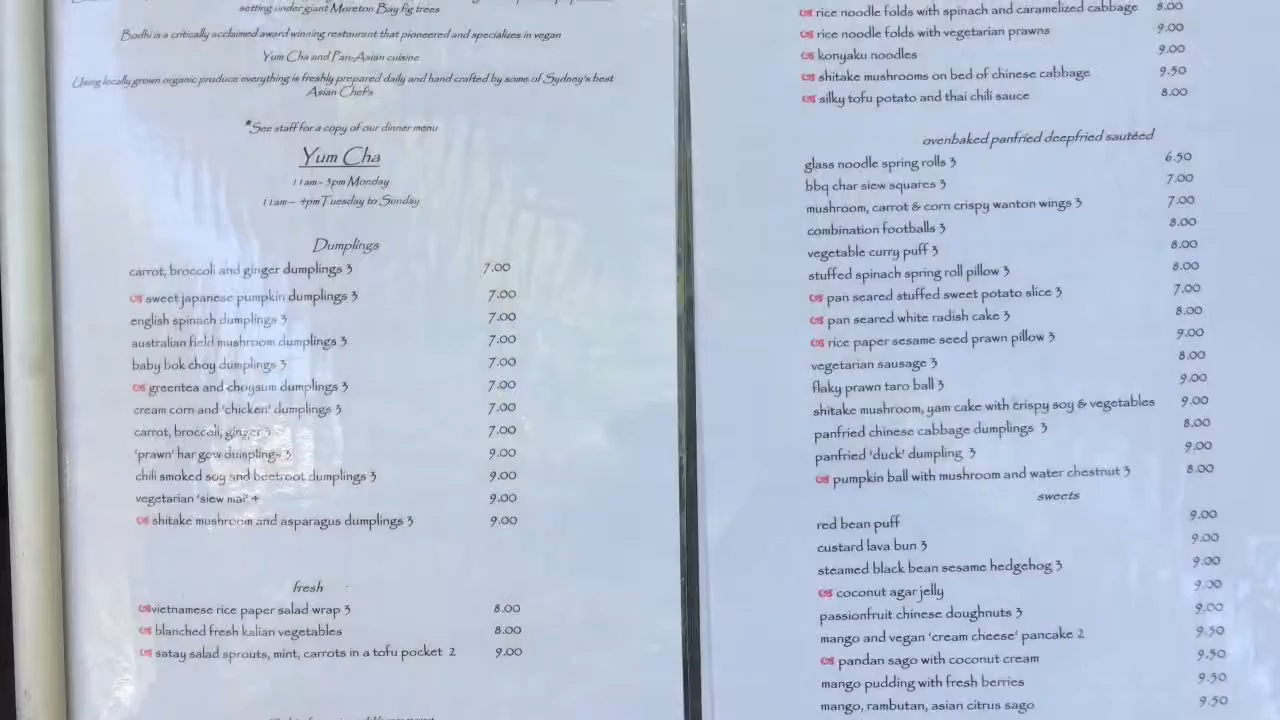 setting under giant Moreton Bay fig trees
Bodhi is a critically acclaimed award winning restaurant that pioneered and specializes in vegan
Yum Cha and Pan-Asian cuisine
Using locally grown organic produce everything is freshly prepared daily and hand crafted by some of Sydney's best
Asian Chefs
*See staff for a copy of our dinner menu
Yum Cha
11am-3pm Monday
11am-4pm Tuesday to Sunday
Dumplings
carrot, broccoli and ginger dumplings 3 7.00
sweet japanese pumpkin dumplings 3 7.00
english spinach dumplings 3 7.00
australian field mushroom dumplings 3 7.00
baby bok choy dumplings 3 7.00
greentea and choysum dumplings 3 7.00
cream corn and 'chicken' dumplings 3 7.00
carrot, broccoli, ginger 3 7.00
'prawn' har gow dumplings 3 9.00
chili smoked soy and beetroot dumplings 3 9.00
vegetarian 'siew mai' 4 9.00
shitake mushroom and asparagus dumplings 3 9.00
fresh
vietnamese rice paper salad wrap 3 8.00
blanched fresh kalian vegetables 8.00
satay salad sprouts, mint, carrots in a tofu pocket 2 9.00
rice noodle folds with spinach and caramelized cabbage 8.00
rice noodle folds with vegetarian prawns 9.00
konyaku noodles 9.00
shitake mushrooms on bed of chinese cabbage 9.50
silky tofu potato and thai chili sauce 8.00
ovenbaked panfried deepfried sautéed
glass noodle spring rolls 3 6.50
bbq char siew squares 3 7.00
mushroom, carrot & corn crispy wanton wings 3 7.00
combination footballs 3 8.00
vegetable curry puff 3 8.00
stuffed spinach spring roll pillow 3 8.00
pan seared stuffed sweet potato slice 3 7.00
pan seared white radish cake 3 8.00
rice paper sesame seed prawn pillow 3 9.00
vegetarian sausage 3 8.00
flaky prawn taro ball 3 9.00
shitake mushroom, yam cake with crispy soy & vegetables 9.00
panfried chinese cabbage dumplings 3 8.00
panfried 'duck' dumpling 3 9.00
pumpkin ball with mushroom and water chestnut 3 8.00
sweets
red bean puff 9.00
custard lava bun 3 9.00
steamed black bean sesame hedgehog 3 9.00
coconut agar jelly 9.00
passionfruit chinese doughnuts 3 9.00
mango and vegan 'cream cheese' pancake 2 9.50
pandan sago with coconut cream 9.50
mango pudding with fresh berries 9.50
mango, rambutan, asian citrus sago 9.50